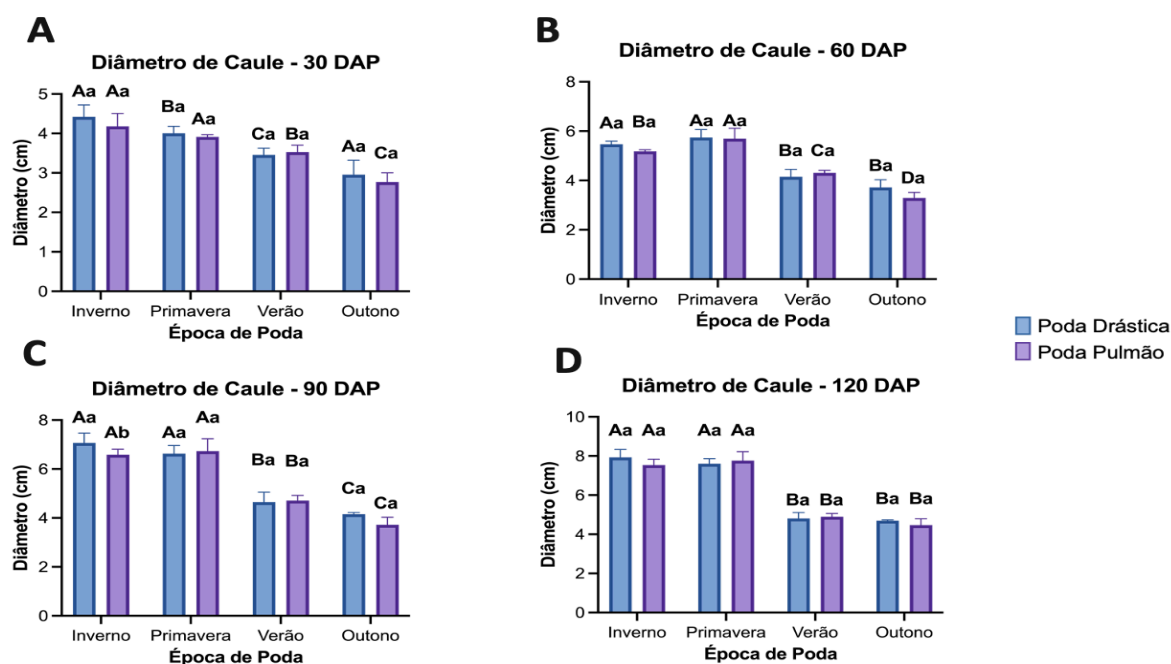 A
Diâmetro de Caule - 30 DAP
Diâmetro (cm)
5
4
3
2
1
0
Aa Aa Ba Aa Ca Ba Aa Ca
Inverno Primavera Verão Outono
Época de Poda
B
Diâmetro de Caule - 60 DAP
Diâmetro (cm)
8
6
4
2
0
Aa Ba Aa Aa Ba Ca Ba Da
Inverno Primavera Verão Outono
Época de Poda
Poda Drástica
Poda Pulmão
C
Diâmetro de Caule - 90 DAP
Diâmetro (cm)
8
6
4
2
0
Aa Ab Aa Aa Ba Ba Ca Ca
Inverno Primavera Verão Outono
Época de Poda
D
Diâmetro de Caule - 120 DAP
Diâmetro (cm)
10
8
6
4
2
0
Aa Aa Aa Aa Ba Ba Ba Ba
Inverno Primavera Verão Outono
Época de Poda